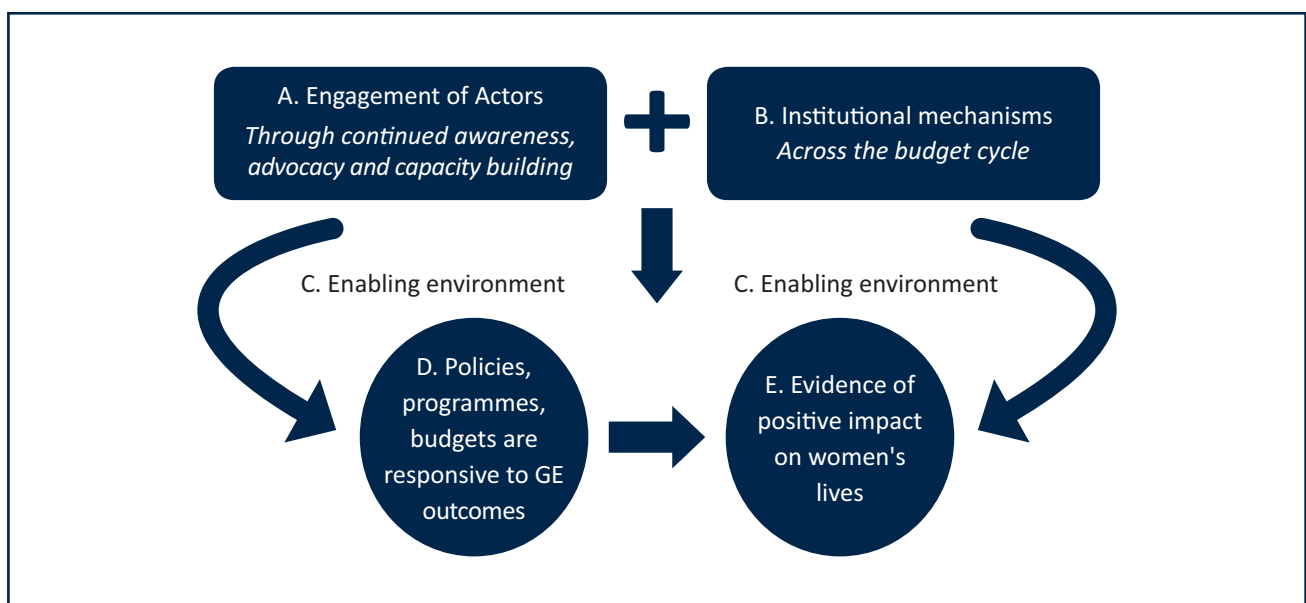 A. Engagement of Actors
Through continued awareness,
advocacy and capacity building
B. Institutional mechanisms
Across the budget cycle
C. Enabling environment
C. Enabling environment
D. Policies,
programmes,
budgets are
responsive to GE
outcomes
E. Evidence of
positive impact
on women's
lives